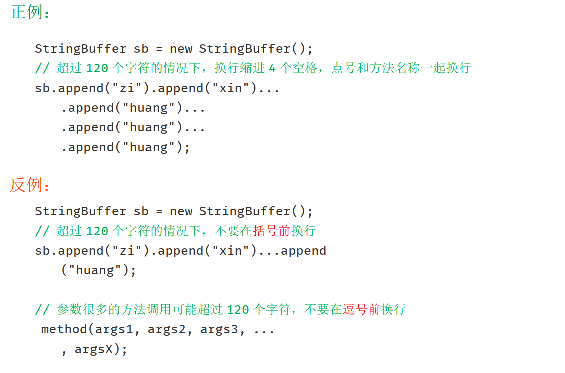 正例：
StringBuffer sb = new StringBuffer();
// 超过 120 个字符的情况下，换行缩进 4 个空格，点号和方法名称一起换行
sb.append("zi").append("xin")...
.append("huang")...
.append("huang")...
.append("huang");
反例：
StringBuffer sb = new StringBuffer();
// 超过 120 个字符的情况下，不要在括号前换行
sb.append("zi").append("xin")...append
("huang");
// 参数很多的方法调用可能超过 120 个字符，不要在逗号前换行
method(args1, args2, args3, ...
, argsX);